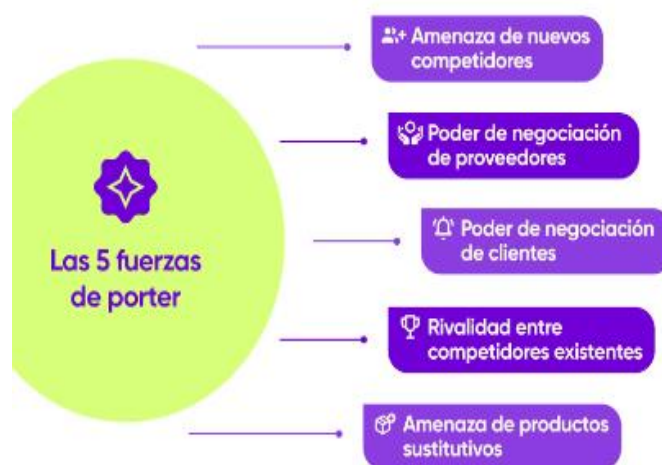 Amenaza de nuevos
competidores
Poder de negociación
de proveedores
Las 5 fuerzas
de porter
Poder de negociación
de clientes
Rivalidad entre
competidores existentes
Amenaza de productos
sustitutivos